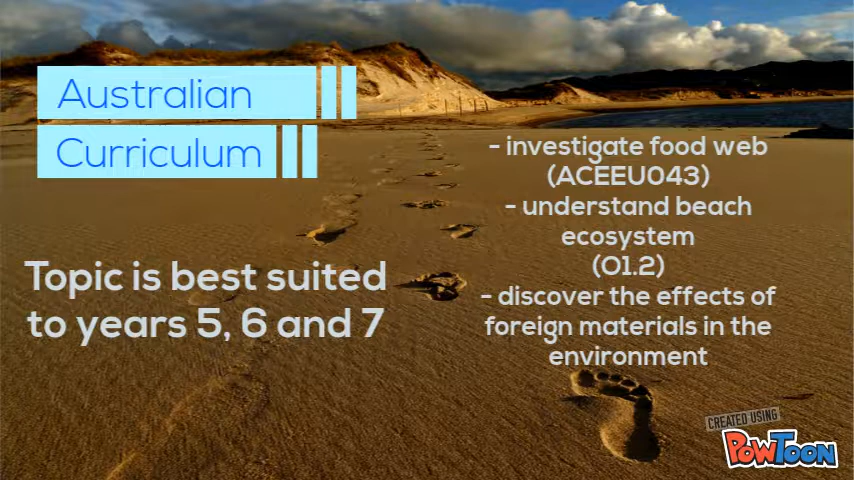 Australian
Curriculum
Topic is best suited
to years 5, 6 and 7
- investigate food web
(ACEEU043)
- understand beach
ecosystem
(O1.2)
- discover the effects of
foreign materials in the
environment
CREATED USING
POWTOON